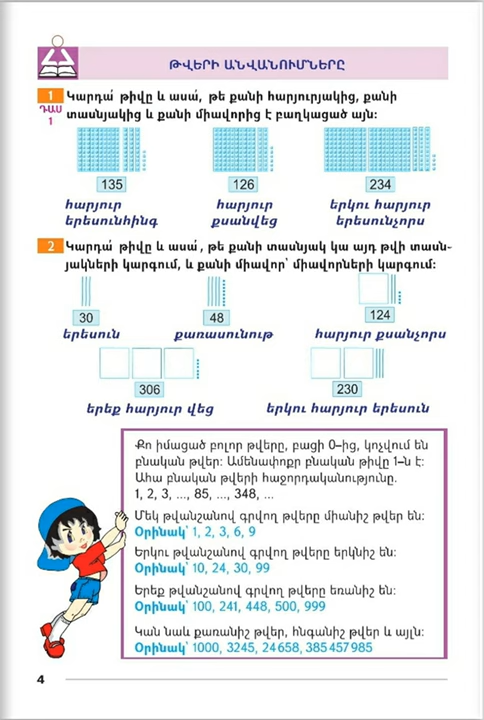 ԹՎԵՐԻ ԱՆՎԱՆՈՒՄՆԵՐԸ
1 Կարդա՛ թիվը և ասա՛, թե քանի հարյուրյակից, քանի
ԴԱՍ
1
տասնյակից և քանի միավորից է բաղկացած այն:
135 126 234
հարյուր հարյուր երկու հարյուր
երեսունհինգ քսանվեց երեսունչորս
2 Կարդա՛ թիվը և ասա՛, թե քանի տասնյակ կա այդ թվի տասն-
յակների կարգում, և քանի միավոր՝ միավորների կարգում:
30 48 124
երեսուն քառասունութ հարյուր քսանչորս
306 230
երեք հարյուր վեց երկու հարյուր երեսուն
Քո իմացած բոլոր թվերը, բացի 0–ից, կոչվում են
բնական թվեր: Ամենափոքր բնական թիվը 1–ն է:
Ահա բնական թվերի հաջորդականությունը.
1, 2, 3, ..., 85, ..., 348, ...
Մեկ թվանշանով գրվող թվերը միանիշ թվեր են:
Օրինակ՝ 1, 2, 3, 6, 9
Երկու թվանշանով գրվող թվերը երկնիշ են:
Օրինակ՝ 10, 24, 30, 99
Երեք թվանշանով գրվող թվերը եռանիշ են:
Օրինակ՝ 100, 241, 448, 500, 999
Կան նաև քառանիշ թվեր, հնգանիշ թվեր և այլն:
Օրինակ՝ 1000, 3245, 24658, 385457985
4